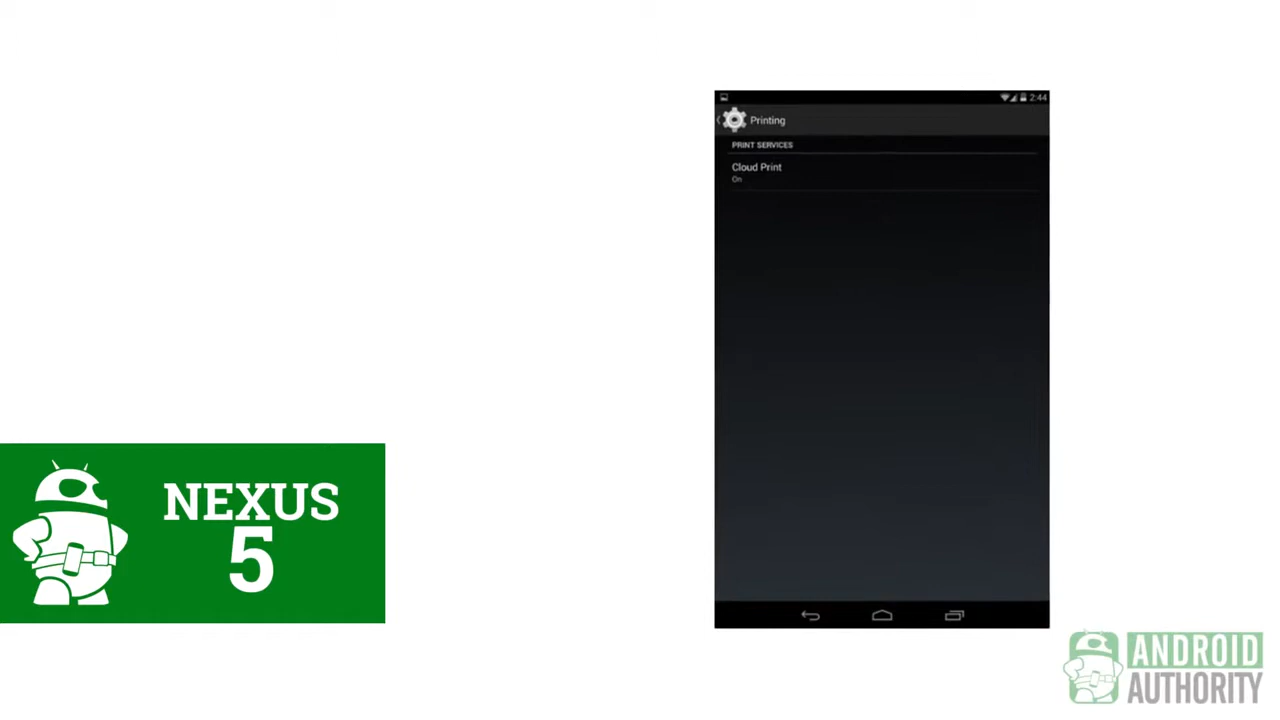 2:44
Printing
PRINT SERVICES
Cloud Print
On
NEXUS
5
ANDROID
AUTHORITY